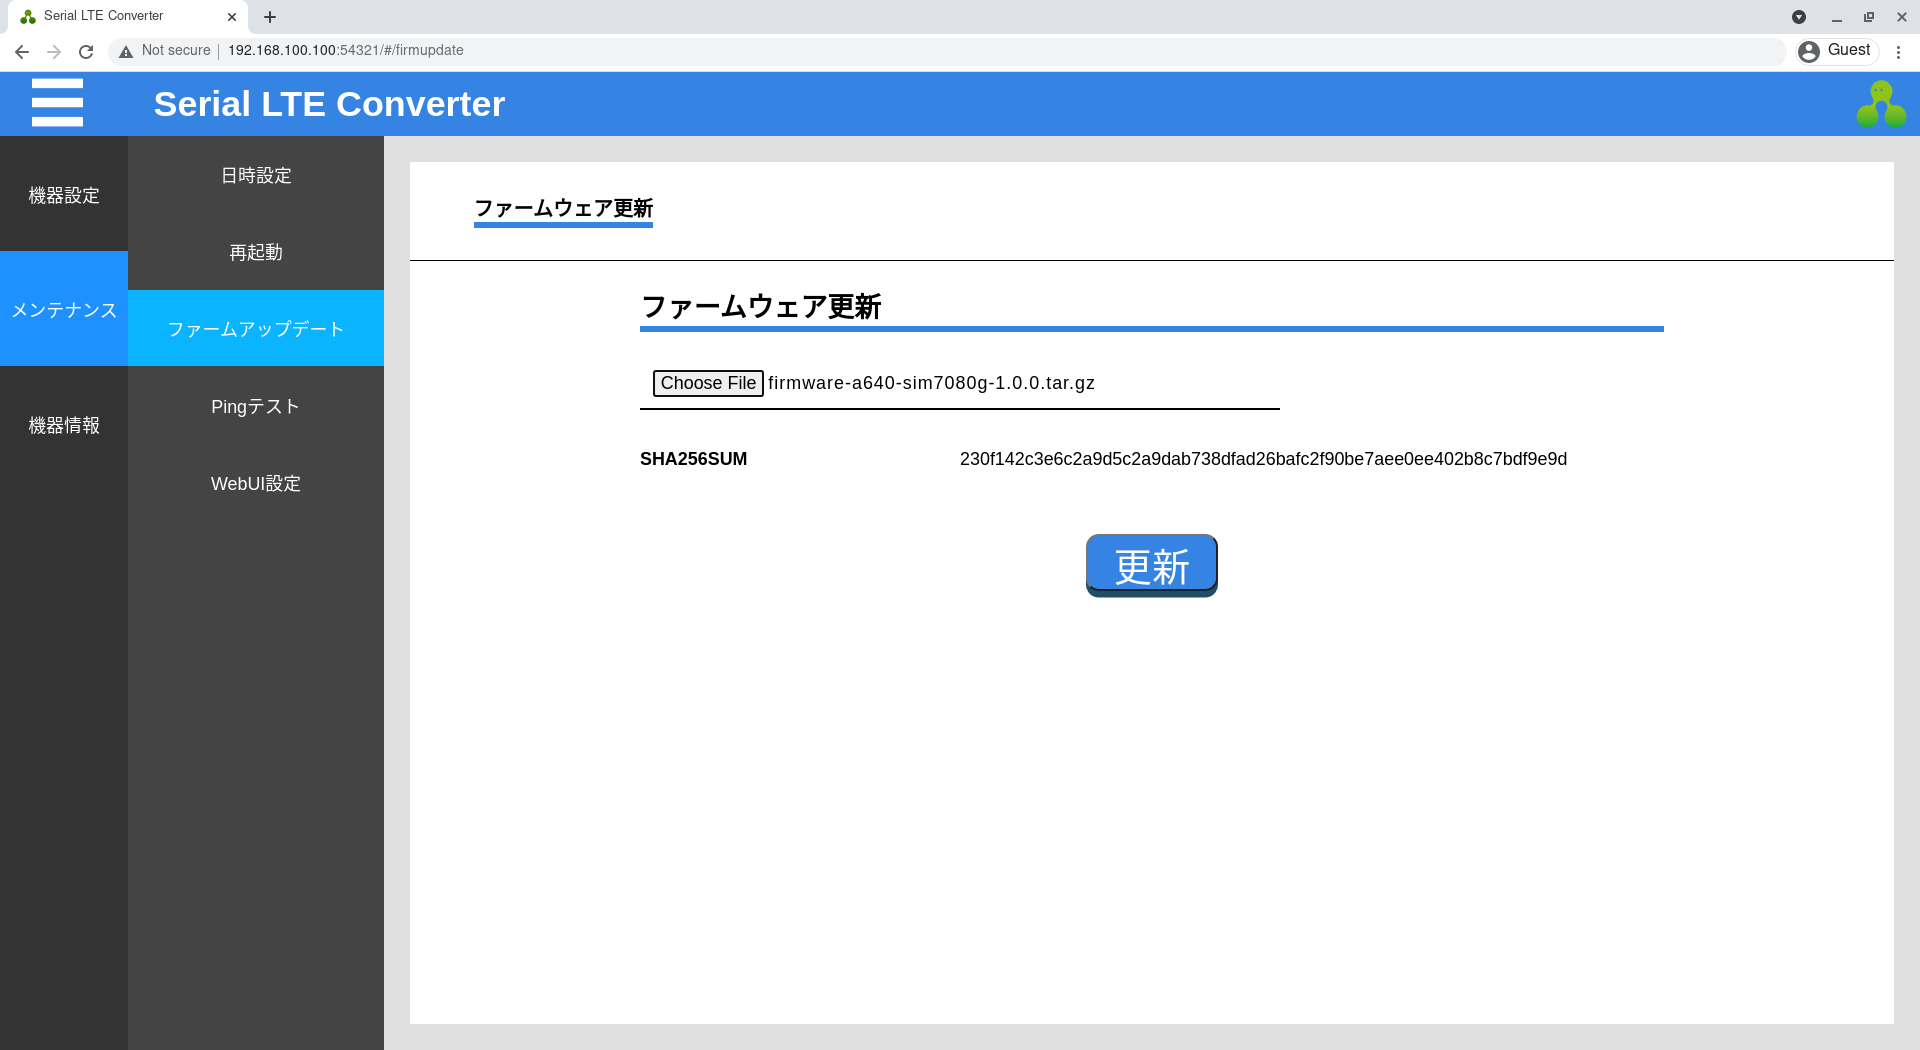 Serial LTE Converter
Not secure
192.168.100.100:54321/#/firmupdate
Guest
Serial LTE Converter
機器設定
メンテナンス
機器情報
日時設定
再起動
ファームアップデート
Pingテスト
WebUI設定
ファームウェア更新
ファームウェア更新
Choose File firmware-a640-sim7080g-1.0.0.tar.gz
SHA256SUM 230f142c3e6c2a9d5c2a9dab738dfad26bafc2f90be7aee0ee402b8c7bdf9e9d
更新